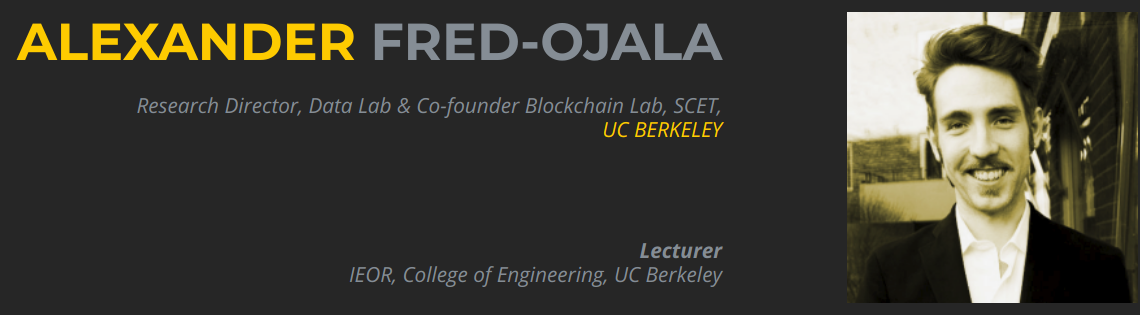 ALEXANDER FRED-OJALA
Research Director, Data Lab & Co-founder Blockchain Lab, SCET,
UC BERKELEY
Lecturer
IEOR, College of Engineering, UC Berkeley